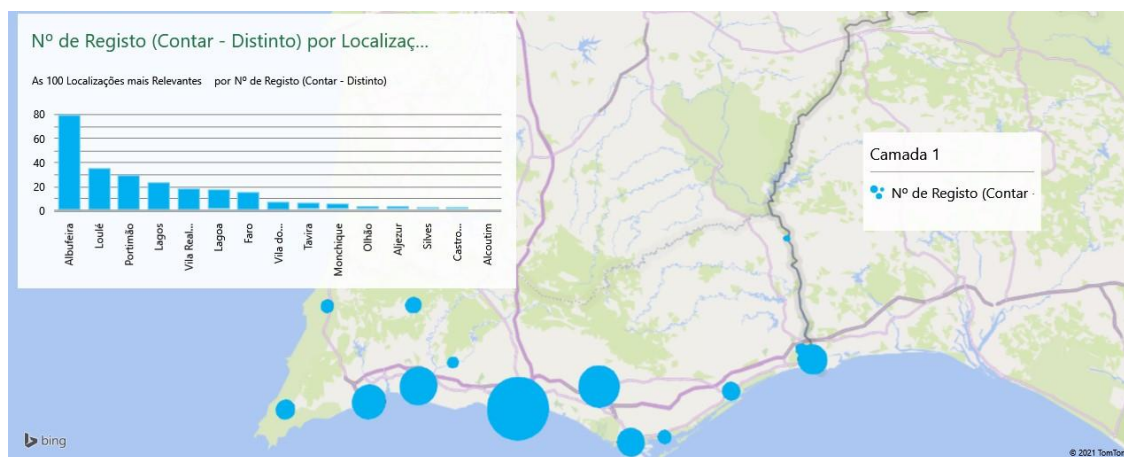 Nº de Registo (Contar - Distinto) por Localizaç...
As 100 Localizações mais Relevantes por Nº de Registo (Contar - Distinto)
80
60
40
20
0
Albufeira
Loulé
Portimão
Lagos
Vila Real...
Lagoa
Faro
Vila do...
Tavira
Monchique
Olhão
Aljezur
Silves
Castro...
Alcoutim
Camada 1
Nº de Registo (Contar -
bing
© 2021 TomTom